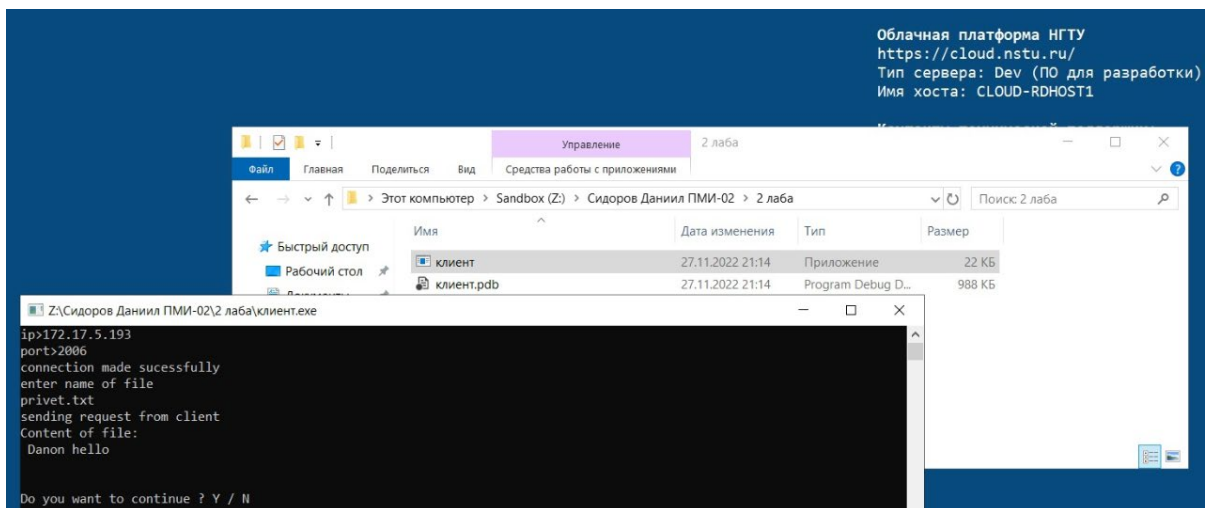 Облачная платформа НГТУ
https://cloud.nstu.ru/
Тип сервера: Dev (ПО для разработки)
Имя хоста: CLOUD-RDHOST1
Управление 2 лаба
Файл Главная Поделиться Вид Средства работы с приложениями
Этот компьютер > Sandbox (Z:) > Сидоров Даниил ПМИ-02 > 2 лаба
Поиск: 2 лаба
Имя Дата изменения Тип Размер
Быстрый доступ
Рабочий стол
клиент 27.11.2022 21:14 Приложение 22 КБ
клиент.pdb 27.11.2022 21:14 Program Debug D... 988 КБ
Z:\Сидоров Даниил ПМИ-02\2 лаба\клиент.exe
ip>172.17.5.193
port>2006
connection made sucessfully
enter name of file
privet.txt
sending request from client
Content of file:
Danon hello
Do you want to continue ? Y / N